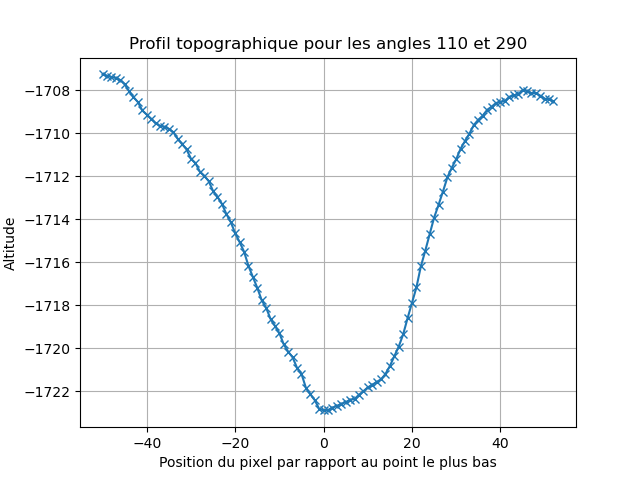 Profil topographique pour les angles 110 et 290
Altitude
−1708
−1710
−1712
−1714
−1716
−1718
−1720
−1722
−40 −20 0 20 40
Position du pixel par rapport au point le plus bas